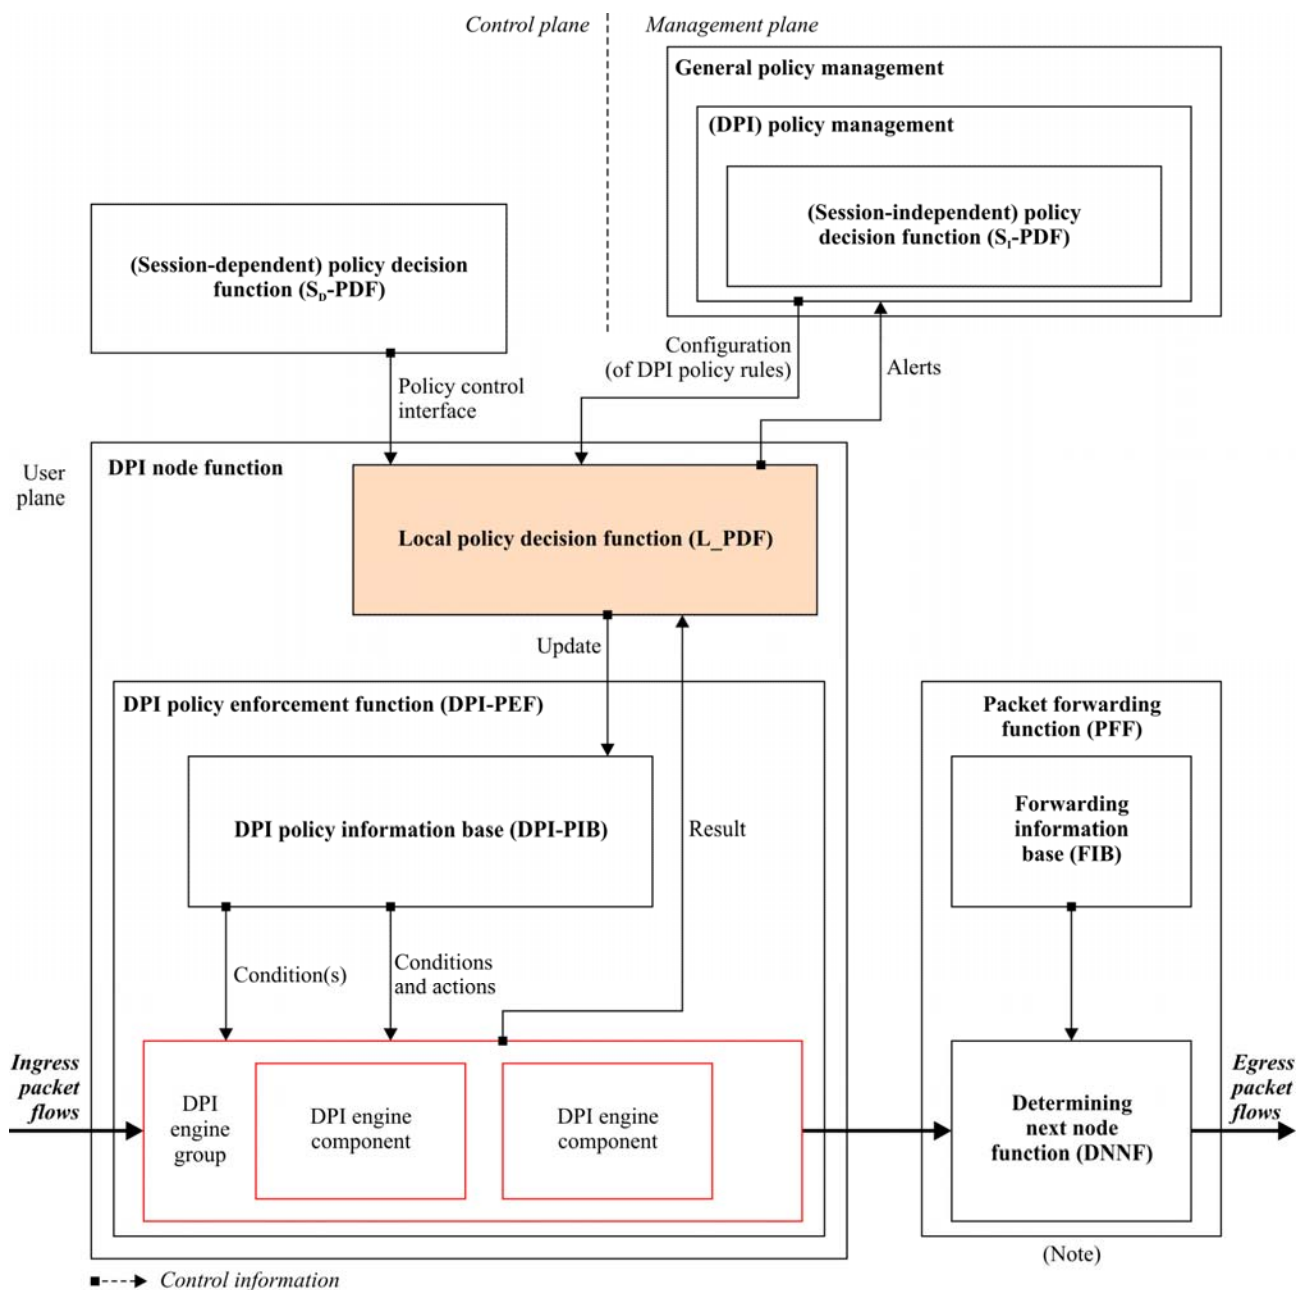 Control plane
Management plane
General policy management
(DPI) policy management
(Session-independent) policy
decision function (S_I-PDF)
(Session-dependent) policy decision
function (S_D-PDF)
Configuration
(of DPI policy rules)
Alerts
Policy control
interface
User
plane
DPI node function
Local policy decision function (L_PDF)
Update
DPI policy enforcement function (DPI-PEF)
Packet forwarding
function (PFF)
DPI policy information base (DPI-PIB)
Result
Forwarding
information
base (FIB)
Condition(s)
Conditions
and actions
Ingress
packet
flows
DPI
engine
group
DPI engine
component
DPI engine
component
Determining
next node
function (DNNF)
Egress
packet
flows
(Note)
Control information